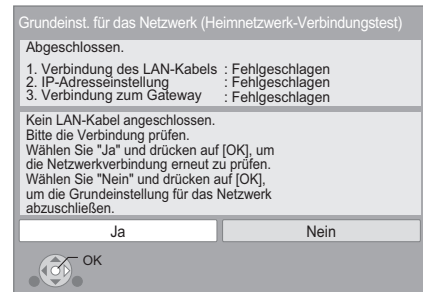 Grundeinst. für das Netzwerk (Heimnetzwerk-Verbindungstest)
Abgeschlossen.
1. Verbindung des LAN-Kabels : Fehlgeschlagen
2. IP-Adresseinstellung : Fehlgeschlagen
3. Verbindung zum Gateway : Fehlgeschlagen
Kein LAN-Kabel angeschlossen.
Bitte die Verbindung prüfen.
Wählen Sie "Ja" und drücken auf [OK], um
die Netzwerkverbindung erneut zu prüfen.
Wählen Sie "Nein" und drücken auf [OK],
um die Grundeinstellung für das Netzwerk
abzuschließen.
Ja Nein
OK